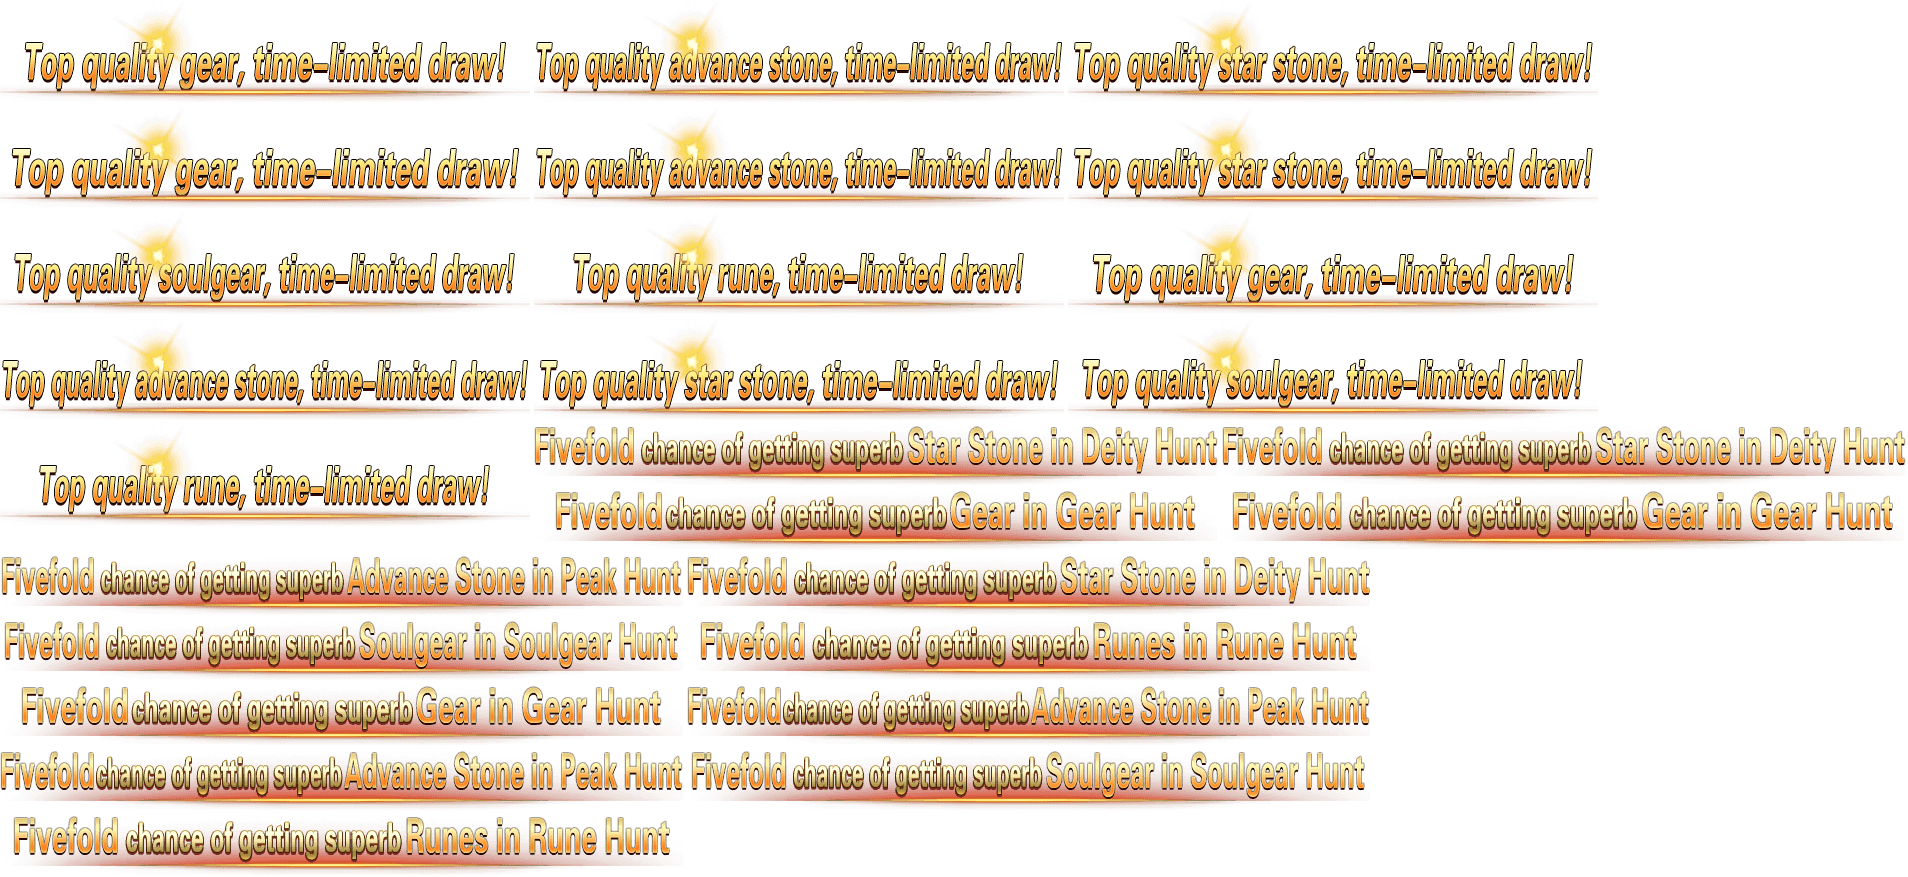 Top quality gear, time-limited draw!
Top quality advance stone, time-limited draw!
Top quality star stone, time-limited draw!
Top quality gear, time-limited draw!
Top quality advance stone, time-limited draw!
Top quality star stone, time-limited draw!
Top quality soulgear, time-limited draw!
Top quality rune, time-limited draw!
Top quality gear, time-limited draw!
Top quality advance stone, time-limited draw!
Top quality star stone, time-limited draw!
Top quality soulgear, time-limited draw!
Top quality rune, time-limited draw!
Fivefold chance of getting superb Star Stone in Deity Hunt
Fivefold chance of getting superb Star Stone in Deity Hunt
Fivefold chance of getting superb Gear in Gear Hunt
Fivefold chance of getting superb Gear in Gear Hunt
Fivefold chance of getting superb Advance Stone in Peak Hunt
Fivefold chance of getting superb Star Stone in Deity Hunt
Fivefold chance of getting superb Soulgear in Soulgear Hunt
Fivefold chance of getting superb Runes in Rune Hunt
Fivefold chance of getting superb Gear in Gear Hunt
Fivefold chance of getting superb Advance Stone in Peak Hunt
Fivefold chance of getting superb Advance Stone in Peak Hunt
Fivefold chance of getting superb Soulgear in Soulgear Hunt
Fivefold chance of getting superb Runes in Rune Hunt